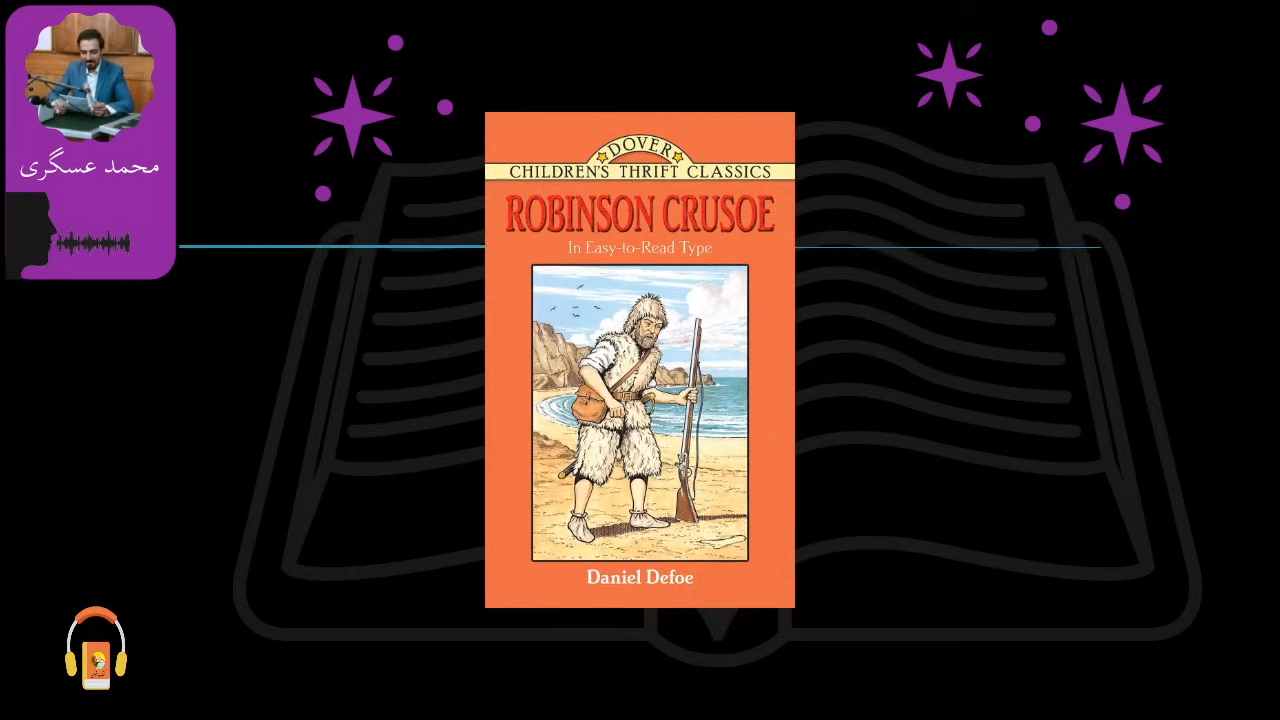 محمد عسگری
DOVER
CHILDREN'S THRIFT CLASSICS
ROBINSON CRUSOE
In Easy-to-Read Type
Daniel Defoe